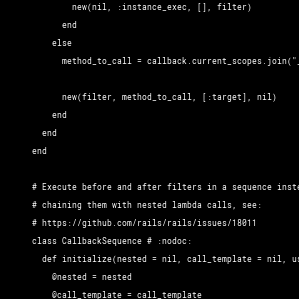 new(nil, :instance_exec, [], filter)
end
else
method_to_call = callback.current_scopes.join("_
new(filter, method_to_call, [:target], nil)
end
end
end
# Execute before and after filters in a sequence inste
# chaining them with nested lambda calls, see:
# https://github.com/rails/rails/issues/18011
class CallbackSequence # :nodoc:
def initialize(nested = nil, call_template = nil, us
@nested = nested
@call_template = call_template